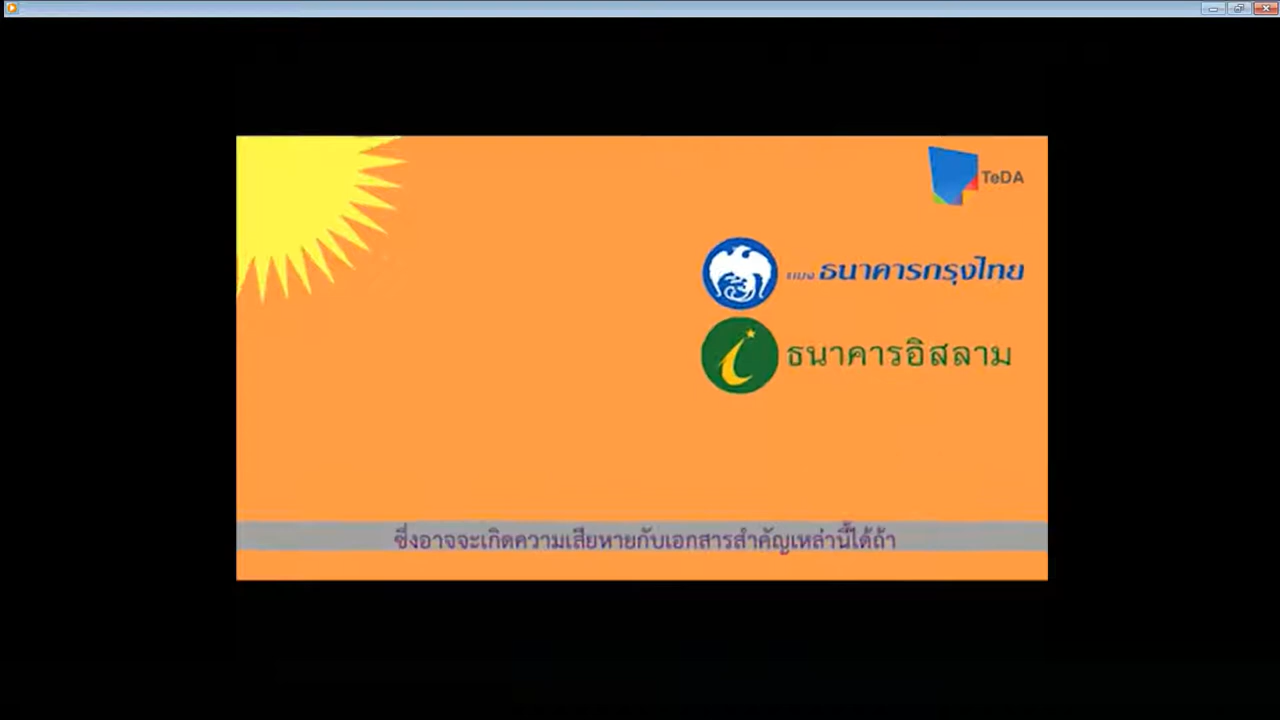 TeDA
ธนาคารกรุงไทย
ธนาคารอิสลาม
ซึ่งอาจจะเกิดความเสียหายกับเอกสารสำคัญเหล่านี้ได้ถ้า